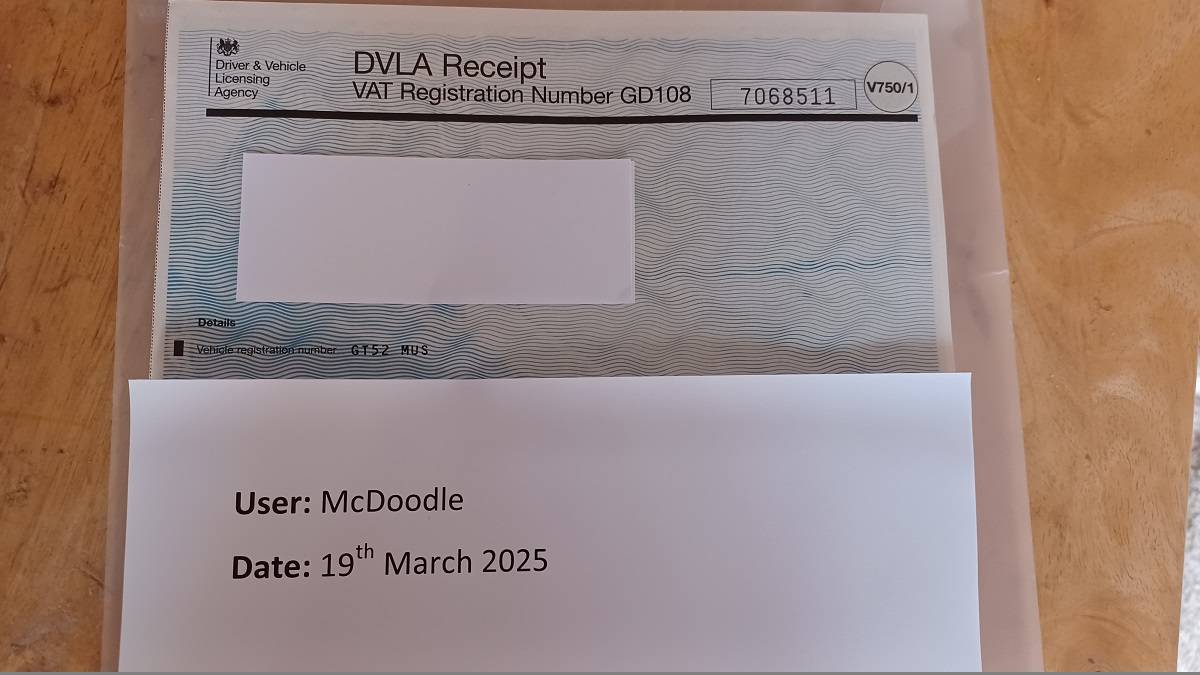 Driver & Vehicle
Licensing
Agency
DVLA Receipt
VAT Registration Number GD108
7068511
V750/1
Details
Vehicle registration number GT52 MUS
User: McDoodle
Date: 19th March 2025